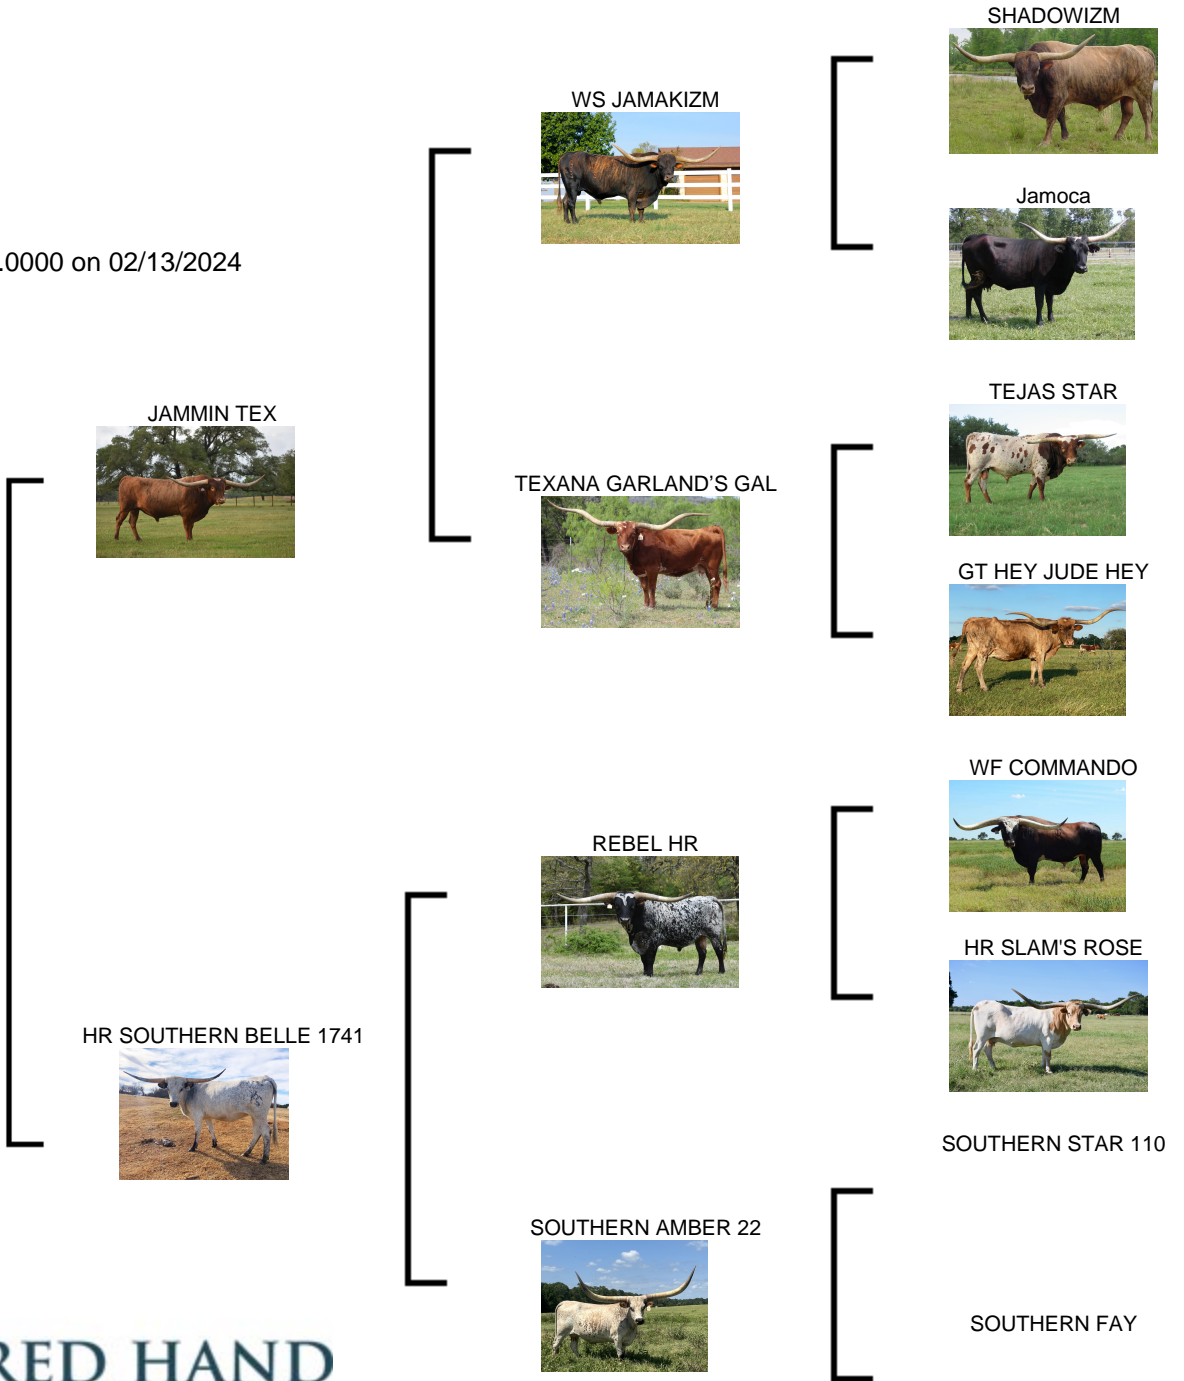 SHADOWIZM
WS JAMAKIZM
Jamoca
.0000 on 02/13/2024
TEJAS STAR
JAMMIN TEX
TEXANA GARLAND'S GAL
GT HEY JUDE HEY
WF COMMANDO
REBEL HR
HR SLAM'S ROSE
HR SOUTHERN BELLE 1741
SOUTHERN STAR 110
SOUTHERN AMBER 22
SOUTHERN FAY
RED HAND